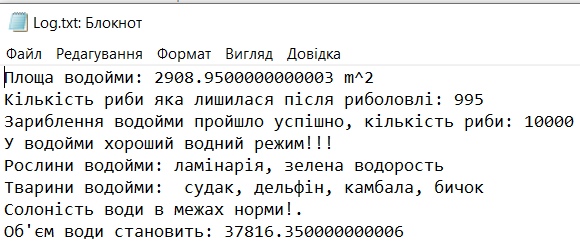 Log.txt: Блокнот
Файл Редагування Формат Вигляд Довідка
Площа водойми: 2908.9500000000003 m^2
Кількість риби яка лишилася після риболовлі: 995
Зариблення водойми пройшло успішно, кількість риби: 10000
У водойми хороший водний режим!!!
Рослини водойми: ламінарія, зелена водорость
Тварини водойми:  судак, дельфін, камбала, бичок
Солоність води в межах норми!.
Об'єм води становить: 37816.350000000006